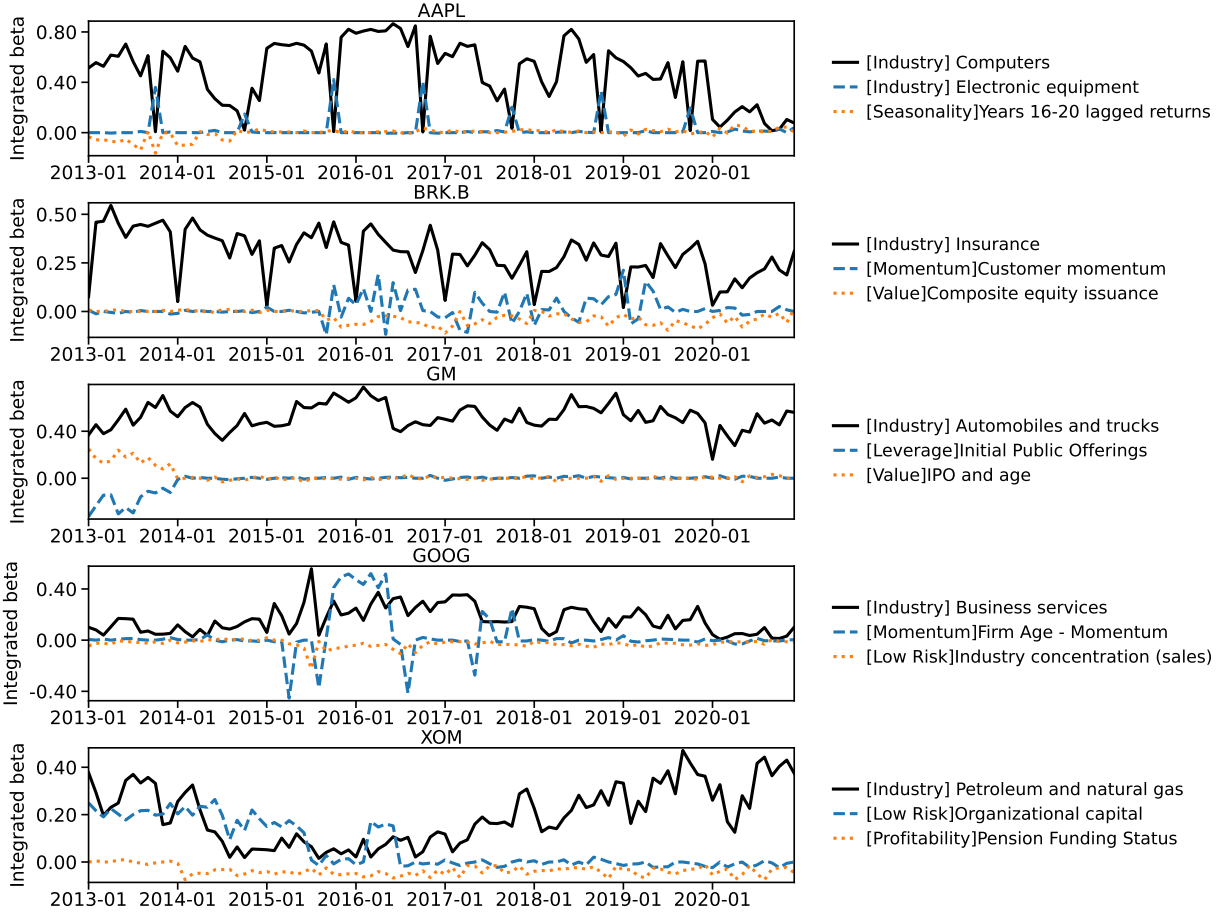 AAPL
Integrated beta
0.80
0.40
0.00
2013-01 2014-01 2015-01 2016-01 2017-01 2018-01 2019-01 2020-01
[Industry] Computers
[Industry] Electronic equipment
[Seasonality]Years 16-20 lagged returns
BRK.B
Integrated beta
0.50
0.25
0.00
2013-01 2014-01 2015-01 2016-01 2017-01 2018-01 2019-01 2020-01
[Industry] Insurance
[Momentum]Customer momentum
[Value]Composite equity issuance
GM
Integrated beta
0.40
0.00
2013-01 2014-01 2015-01 2016-01 2017-01 2018-01 2019-01 2020-01
[Industry] Automobiles and trucks
[Leverage]Initial Public Offerings
[Value]IPO and age
GOOG
Integrated beta
0.40
0.00
-0.40
2013-01 2014-01 2015-01 2016-01 2017-01 2018-01 2019-01 2020-01
[Industry] Business services
[Momentum]Firm Age - Momentum
[Low Risk]Industry concentration (sales)
XOM
Integrated beta
0.40
0.20
0.00
2013-01 2014-01 2015-01 2016-01 2017-01 2018-01 2019-01 2020-01
[Industry] Petroleum and natural gas
[Low Risk]Organizational capital
[Profitability]Pension Funding Status